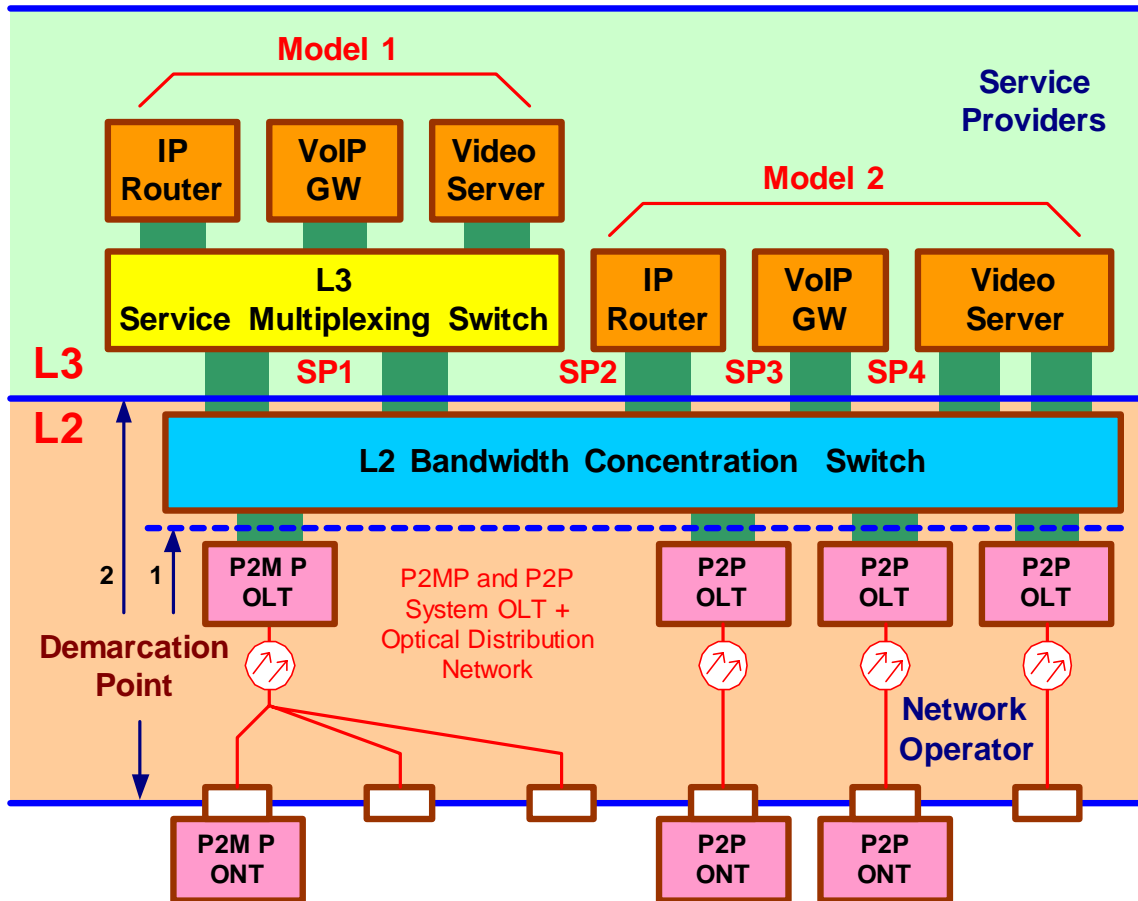 Model 1
Service
Providers
IP
Router
VoIP
GW
Video
Server
Model 2
L3
Service Multiplexing Switch
IP
Router
VoIP
GW
Video
Server
L3
SP1
SP2
SP3
SP4
L2
L2 Bandwidth Concentration Switch
2
1
P2M P
OLT
P2MP and P2P
System OLT +
Optical Distribution
Network
P2P
OLT
P2P
OLT
P2P
OLT
Demarcation
Point
Network
Operator
P2M P
ONT
P2P
ONT
P2P
ONT